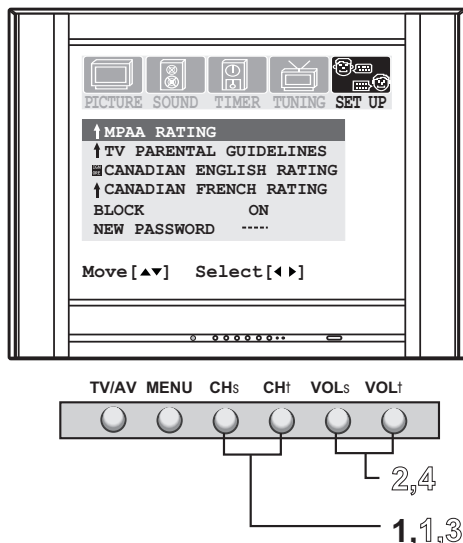 PICTURE SOUND TIMER TUNING SET UP
MPAA RATING
TV PARENTAL GUIDELINES
CANADIAN ENGLISH RATING
CANADIAN FRENCH RATING
BLOCK ON
NEW PASSWORD -----
Move[▲▼] Select[◀ ▶]
TV/AV MENU CHs CH† VOLs VOL†
2,4
1,1,3